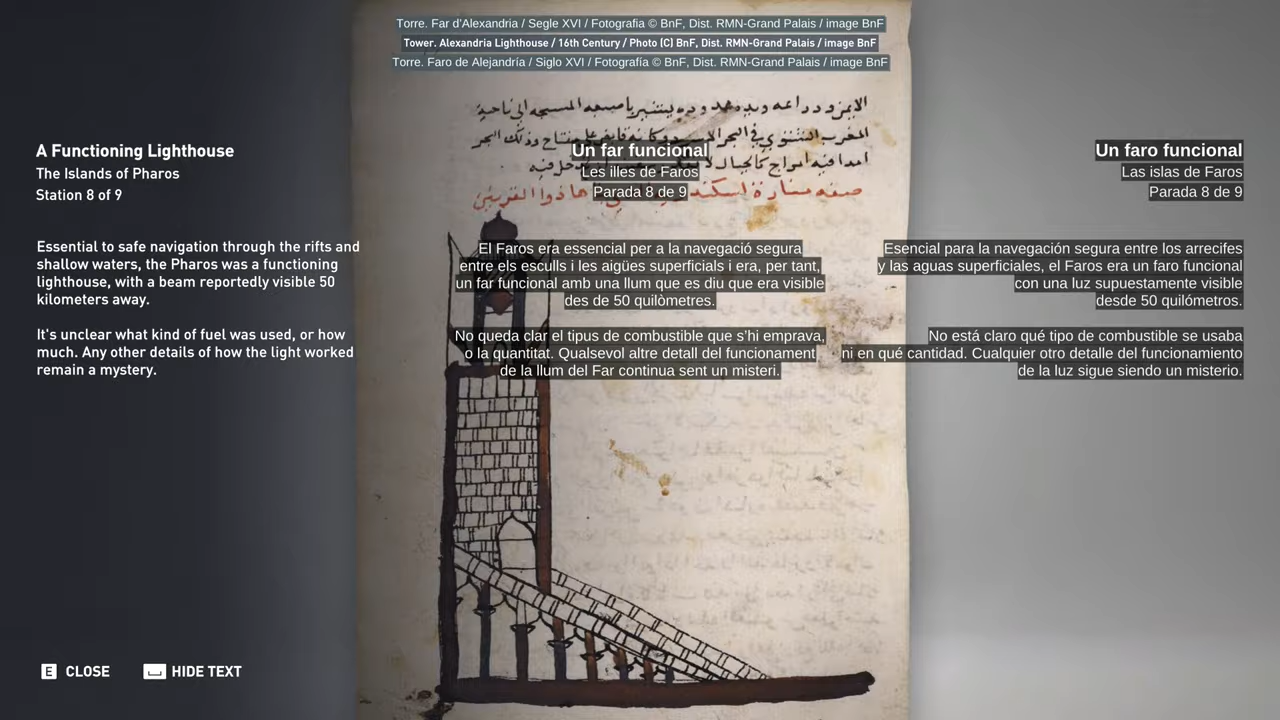 Torre. Far d'Alexandria / Segle XVI / Fotografia © BnF, Dist. RMN-Grand Palais / image BnF
Tower. Alexandria Lighthouse / 16th Century / Photo (C) BnF, Dist. RMN-Grand Palais / image BnF
Torre. Faro de Alejandría / Siglo XVI / Fotografía © BnF, Dist. RMN-Grand Palais / image BnF
A Functioning Lighthouse
The Islands of Pharos
Station 8 of 9
Essential to safe navigation through the rifts and
shallow waters, the Pharos was a functioning
lighthouse, with a beam reportedly visible 50
kilometers away.
It's unclear what kind of fuel was used, or how
much. Any other details of how the light worked
remain a mystery.
Un far funcional
Les illes de Faros
Parada 8 de 9
El Faros era essencial per a la navegació segura
entre els esculls i les aigües superficials i era, per tant,
un far funcional amb una llum que es diu que era visible
des de 50 quilòmetres.
No queda clar el tipus de combustible que s'hi emprava,
o la quantitat. Qualsevol altre detall del funcionament
de la llum del Far continua sent un misteri.
Un faro funcional
Las islas de Faros
Parada 8 de 9
Esencial para la navegación segura entre los arrecifes
y las aguas superficiales, el Faros era un faro funcional
con una luz supuestamente visible
desde 50 quilómetros.
No está claro qué tipo de combustible se usaba
ni en qué cantidad. Cualquier otro detalle del funcionamiento
de la luz sigue siendo un misterio.
E CLOSE
HIDE TEXT